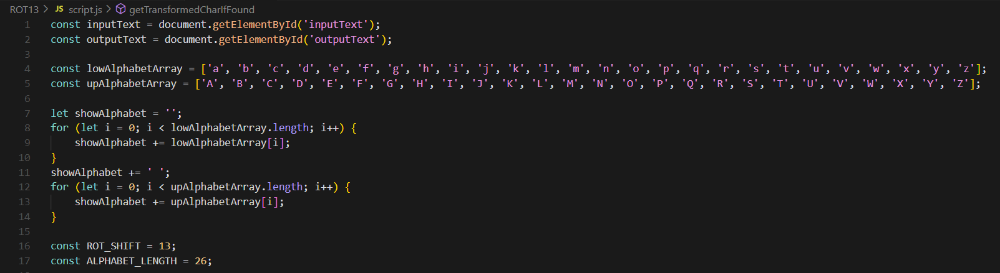 ROT13 > JS script.js > getTransformedCharIfFound
1 const inputText = document.getElementById('inputText');
2 const outputText = document.getElementById('outputText');
3
4 const lowAlphabetArray = ['a', 'b', 'c', 'd', 'e', 'f', 'g', 'h', 'i', 'j', 'k', 'l', 'm', 'n', 'o', 'p', 'q', 'r', 's', 't', 'u', 'v', 'w', 'x', 'y', 'z'];
5 const upAlphabetArray = ['A', 'B', 'C', 'D', 'E', 'F', 'G', 'H', 'I', 'J', 'K', 'L', 'M', 'N', 'O', 'P', 'Q', 'R', 'S', 'T', 'U', 'V', 'W', 'X', 'Y', 'Z'];
6
7 let showAlphabet = '';
8 for (let i = 0; i < lowAlphabetArray.length; i++) {
9     showAlphabet += lowAlphabetArray[i];
10 }
11 showAlphabet += ' ';
12 for (let i = 0; i < upAlphabetArray.length; i++) {
13     showAlphabet += upAlphabetArray[i];
14 }
15
16 const ROT_SHIFT = 13;
17 const ALPHABET_LENGTH = 26;